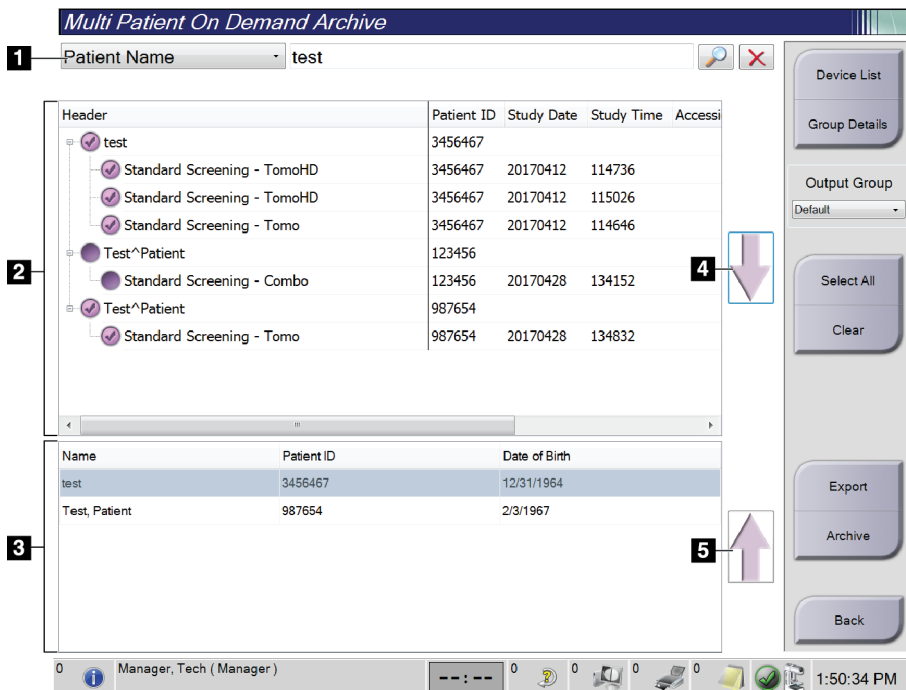 Multi Patient On Demand Archive
1 Patient Name test
Device List
Group Details
Output Group
Default
Select All
Clear
Export
Archive
Back
2
Header Patient ID Study Date Study Time Accessi
test 3456467
Standard Screening - TomoHD 3456467 20170412 114736
Standard Screening - TomoHD 3456467 20170412 115026
Standard Screening - Tomo 3456467 20170412 114646
Test^Patient 123456
Standard Screening - Combo 123456 20170428 134152
Test^Patient 987654
Standard Screening - Tomo 987654 20170428 134832
4
3
Name Patient ID Date of Birth
test 3456467 12/31/1964
Test, Patient 987654 2/3/1967
5
0 Manager, Tech ( Manager ) --:-- 0 0 0 0 1:50:34 PM